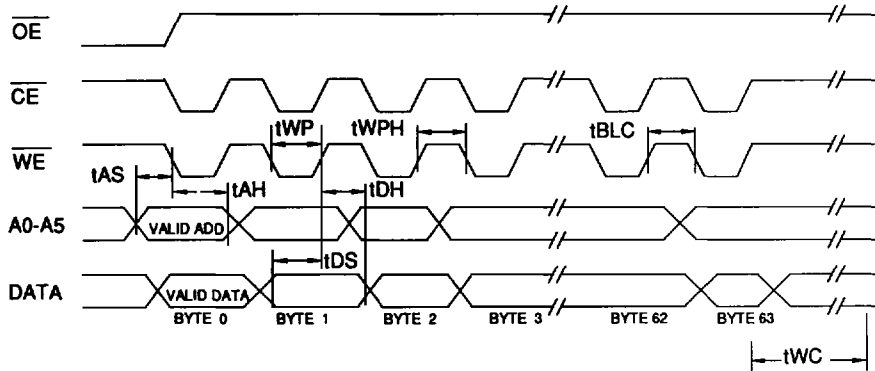 OE
CE
tWP tWPH tBLC
WE
tAS tAH tDH
A0-A5 VALID ADD
tDS
DATA VALID DATA
BYTE 0 BYTE 1 BYTE 2 BYTE 3 BYTE 62 BYTE 63
tWC